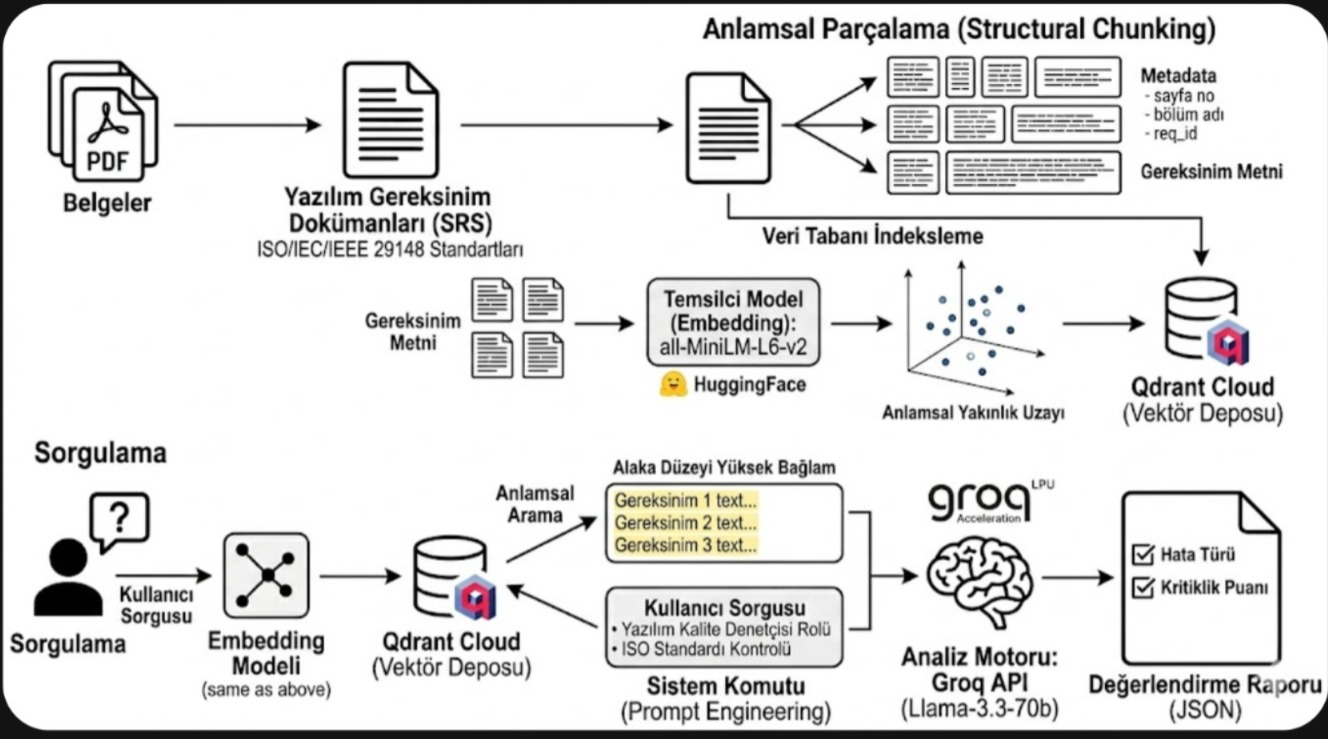 Anlamsal Parçalama (Structural Chunking)
PDF
Belgeler
Yazılım Gereksinim
Dokümanları (SRS)
ISO/IEC/IEEE 29148 Standartları
Metadata
- sayfa no
- bölüm adı
- req_id
Gereksinim Metni
Veri Tabanı İndeksleme
Gereksinim
Metni
Temsilci Model
(Embedding):
all-MiniLM-L6-v2
HuggingFace
Anlamsal Yakınlık Uzayı
Qdrant Cloud
(Vektör Deposu)
Sorgulama
?
Sorgulama
Kullanıcı
Sorgusu
Embedding
Modeli
(same as above)
Qdrant Cloud
(Vektör Deposu)
Anlamsal
Arama
Alaka Düzeyi Yüksek Bağlam
Gereksinim 1 text...
Gereksinim 2 text...
Gereksinim 3 text...
Kullanıcı Sorgusu
• Yazılım Kalite Denetçisi Rolü
• ISO Standardı Kontrolü
Sistem Komutu
(Prompt Engineering)
groq LPU
Acceleration
Analiz Motoru:
Groq API
(Llama-3.3-70b)
Hata Türü
Kritiklik Puanı
Değerlendirme Raporu
(JSON)